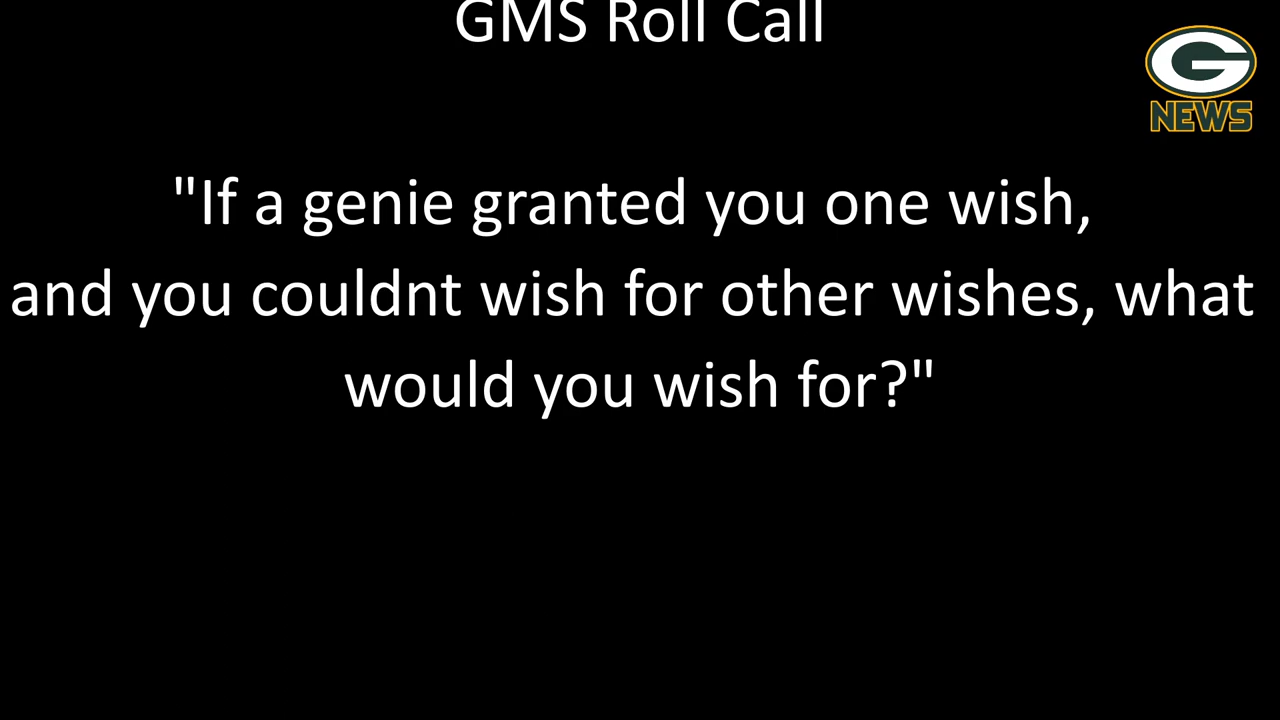 GMS Roll Call
G
NEWS
"If a genie granted you one wish,
and you couldnt wish for other wishes, what
would you wish for?"